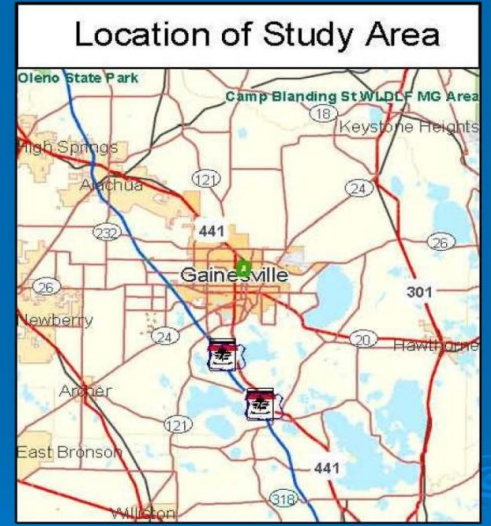 Location of Study Area
Oleno State Park
Camp Blanding St WLDLF MG Area
18
Keystone Heights
High Springs
Alachua
121
24
232
441
26
Gainesville
26
301
Newberry
24
20
Hawthorne
Archer
121
East Bronson
441
318
Williston